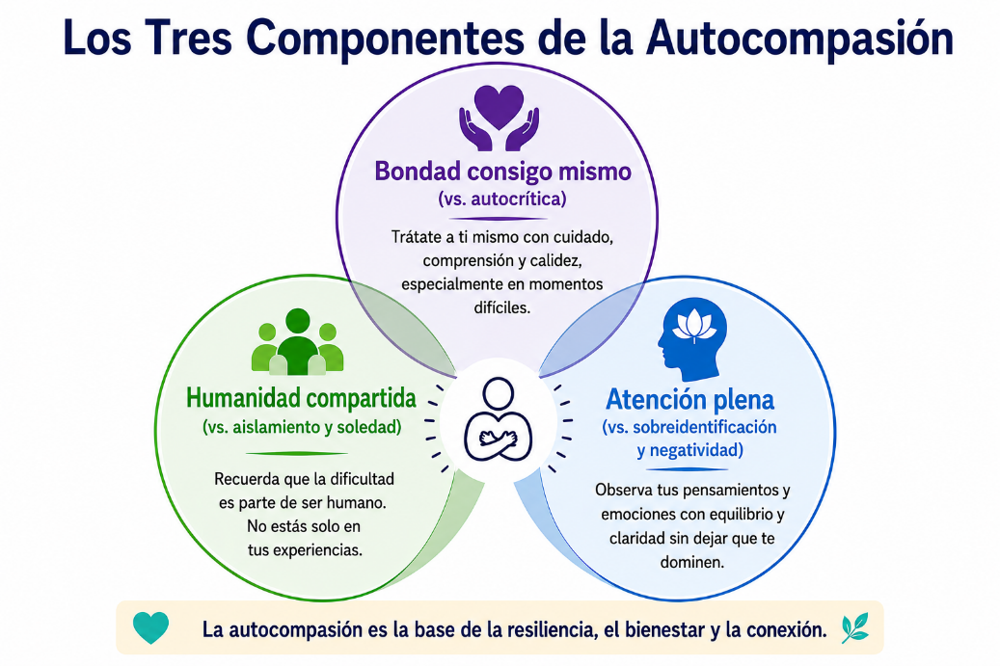 Los Tres Componentes de la Autocompasión
Bondad consigo mismo
(vs. autocrítica)
Trátate a ti mismo con cuidado,
comprensión y calidez,
especialmente en momentos
difíciles.
Humanidad compartida
(vs. aislamiento y soledad)
Recuerda que la dificultad
es parte de ser humano.
No estás solo en
tus experiencias.
Atención plena
(vs. sobreidentificación
y negatividad)
Observa tus pensamientos y
emociones con equilibrio y
claridad sin dejar que te
dominen.
La autocompasión es la base de la resiliencia, el bienestar y la conexión.